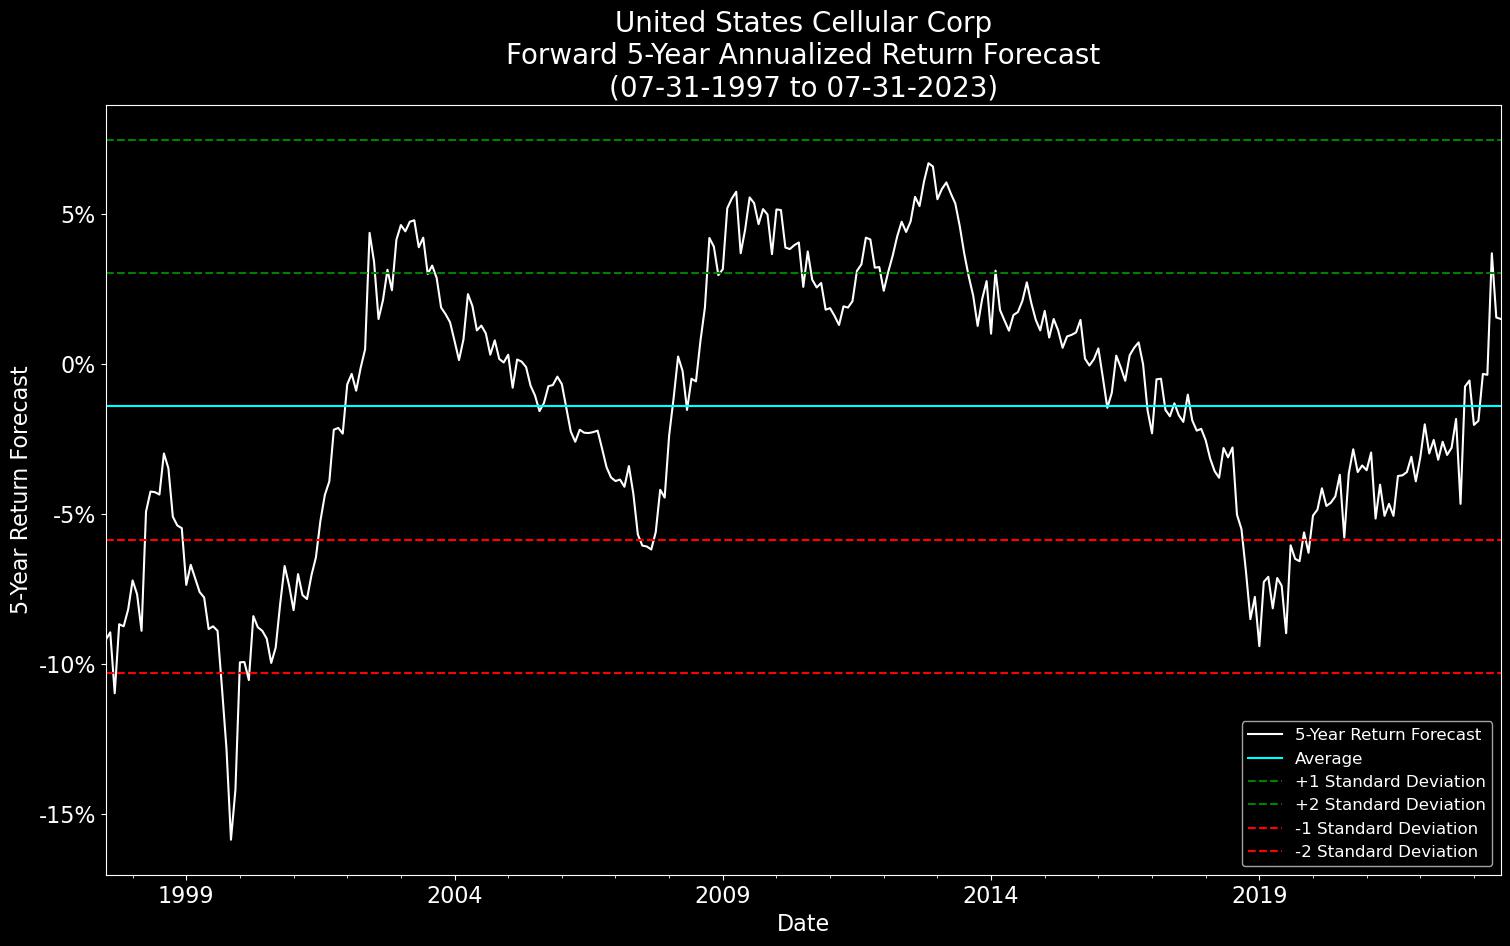 United States Cellular Corp
Forward 5-Year Annualized Return Forecast
(07-31-1997 to 07-31-2023)
5-Year Return Forecast
5%
0%
-5%
-10%
-15%
5-Year Return Forecast
Average
+1 Standard Deviation
+2 Standard Deviation
-1 Standard Deviation
-2 Standard Deviation
1999
2004
2009
2014
2019
Date